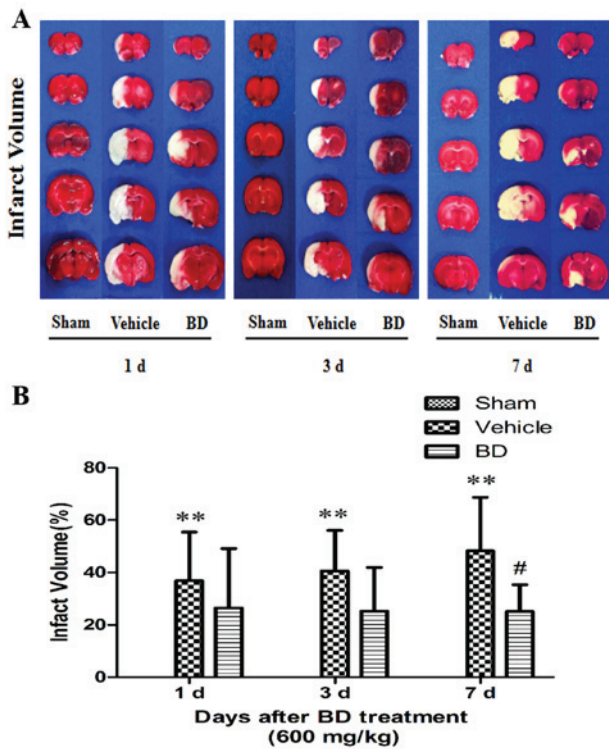 A
Infarct Volume
Sham Vehicle BD Sham Vehicle BD Sham Vehicle BD
1 d 3 d 7 d
B
Sham
Vehicle
BD
Infact Volume(%)
80
60
40
20
0
** ** ** #
1 d 3 d 7 d
Days after BD treatment
(600 mg/kg)